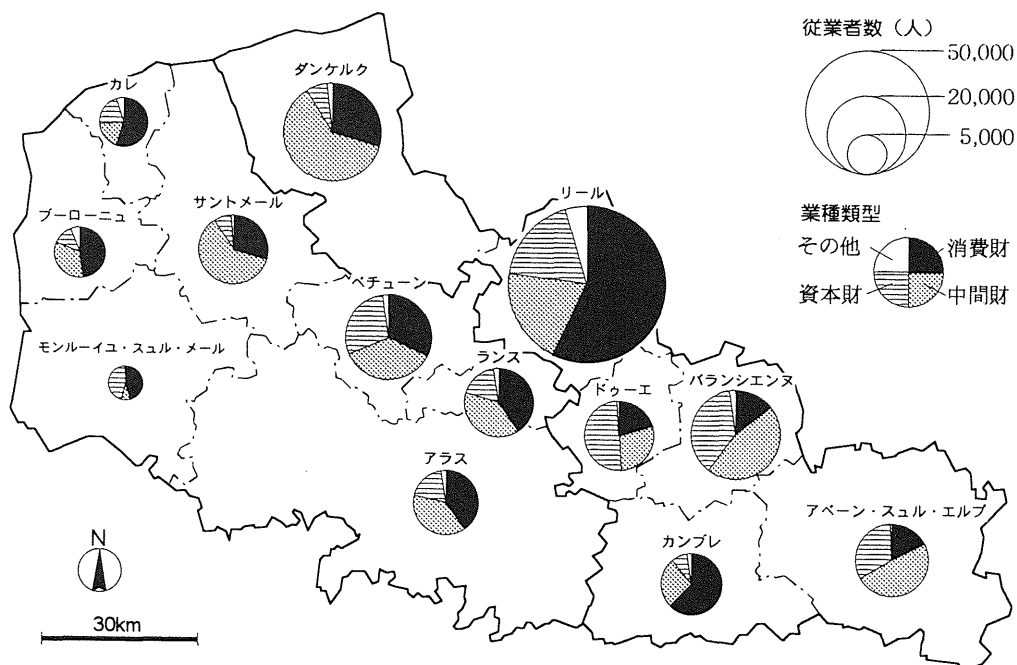 従業者数（人）
50,000
20,000
5,000
業種類型
その他
消費財
資本財
中間財
ダンケルク
カレ
リール
サントメール
ブーローニュ
ベチューン
モンルーイユ・スュル・メール
ランス
ドゥーエ
バランシエンヌ
アラス
アベーン・スュル・エルプ
カンブレ
N
30km